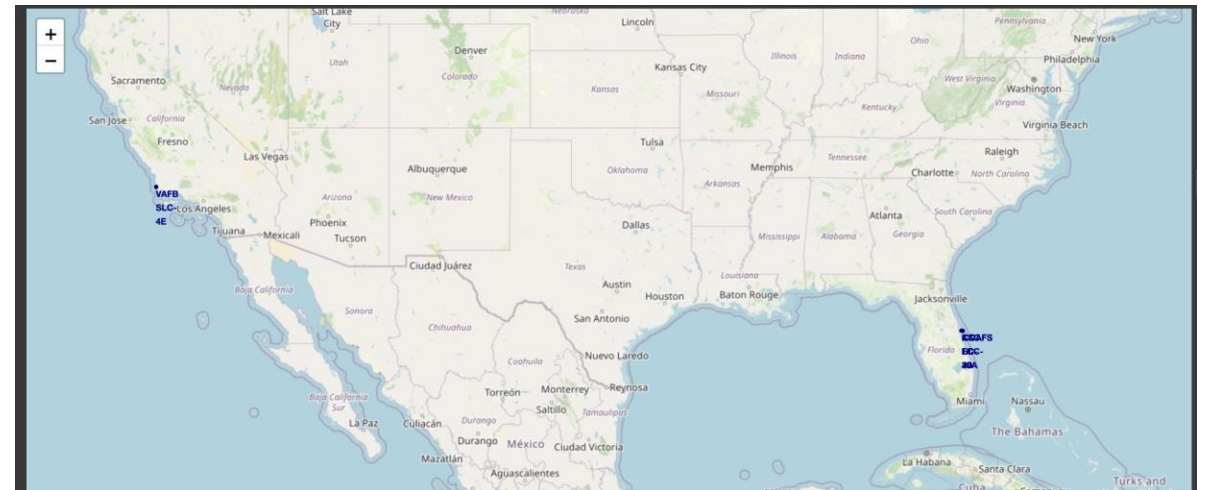 +
−
Salt Lake
City
Nebraska
Lincoln
Pennsylvania
New York
Philadelphia
Ohio
Denver
Utah
Colorado
Kansas City
Illinois
Indiana
Sacramento
Nevada
Kansas
Missouri
West Virginia
Washington
Virginia
Kentucky
San Jose
California
Virginia Beach
Fresno
Tulsa
Las Vegas
Albuquerque
Oklahoma
Memphis
Tennessee
Raleigh
Charlotte
North Carolina
Arkansas
VAFB
SLC-
4E
Los Angeles
Arizona
New Mexico
Phoenix
Tucson
Tijuana
Mexicali
Dallas
Atlanta
South Carolina
Mississippi
Alabama
Georgia
Ciudad Juárez
Texas
Louisiana
Baja California
Austin
Houston
Baton Rouge
Jacksonville
Sonora
Chihuahua
San Antonio
Florida
Coahuila
Nuevo Laredo
Torreón
Monterrey
Reynosa
Baja California
Sur
La Paz
Culiacán
Durango
Saltillo
Tamaulipas
Miami
Nassau
The Bahamas
Durango
México
Ciudad Victoria
Mazatlán
Aguascalientes
La Habana
Santa Clara
Cuba
Turks and